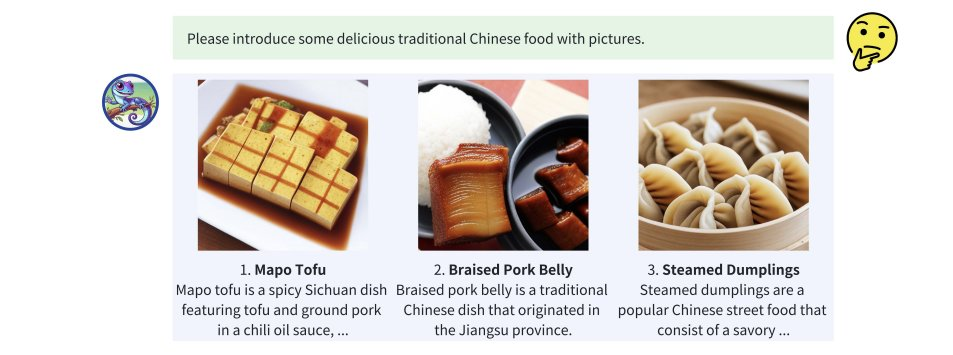 Please introduce some delicious traditional Chinese food with pictures.
1. Mapo Tofu
Mapo tofu is a spicy Sichuan dish
featuring tofu and ground pork
in a chili oil sauce, ...
2. Braised Pork Belly
Braised pork belly is a traditional
Chinese dish that originated in
the Jiangsu province.
3. Steamed Dumplings
Steamed dumplings are a
popular Chinese street food that
consist of a savory ...